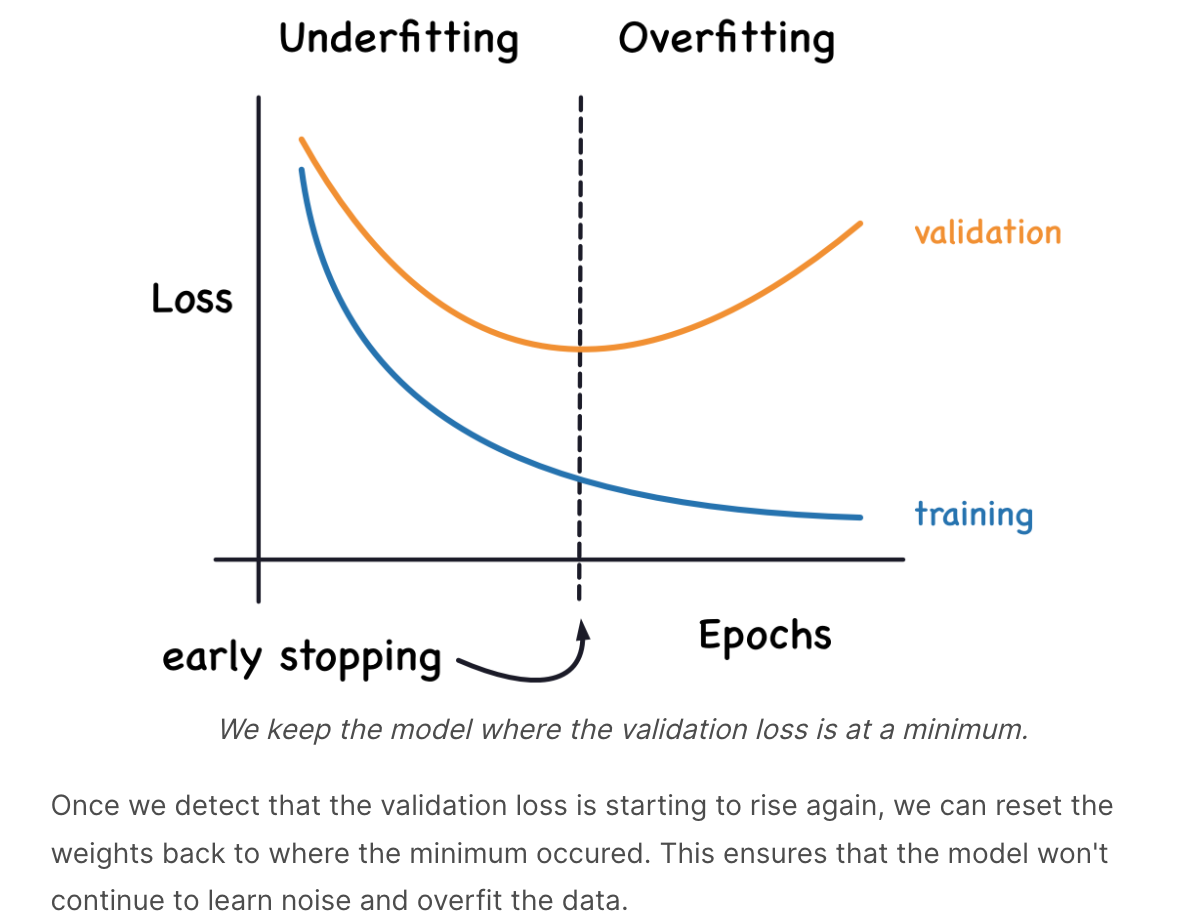 Underfitting Overfitting
validation
Loss
training
Epochs
early stopping
We keep the model where the validation loss is at a minimum.
Once we detect that the validation loss is starting to rise again, we can reset the
weights back to where the minimum occured. This ensures that the model won't
continue to learn noise and overfit the data.